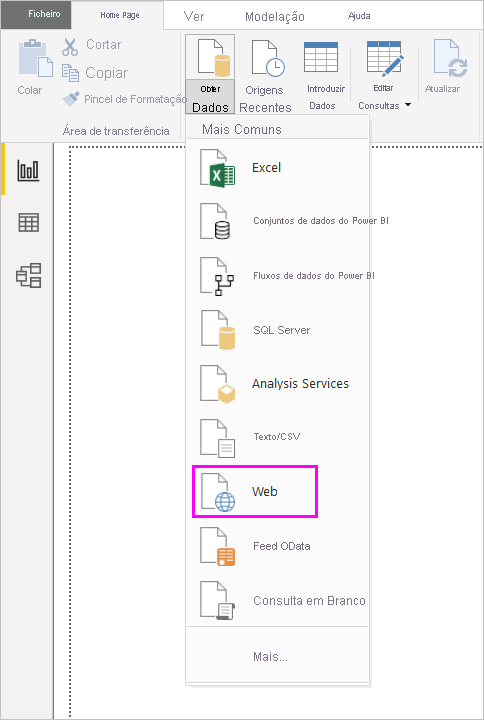 Ficheiro
Home Page
Ver
Modelação
Ajuda
Colar
Cortar
Copiar
Pincel de Formatação
Área de transferência
Obter
Dados
Origens
Recentes
Introduzir
Dados
Editar
Consultas
Atualizar
Mais Comuns
Excel
Conjuntos de dados do Power BI
Fluxos de dados do Power BI
SQL Server
Analysis Services
Texto/CSV
Web
Feed OData
Consulta em Branco
Mais...